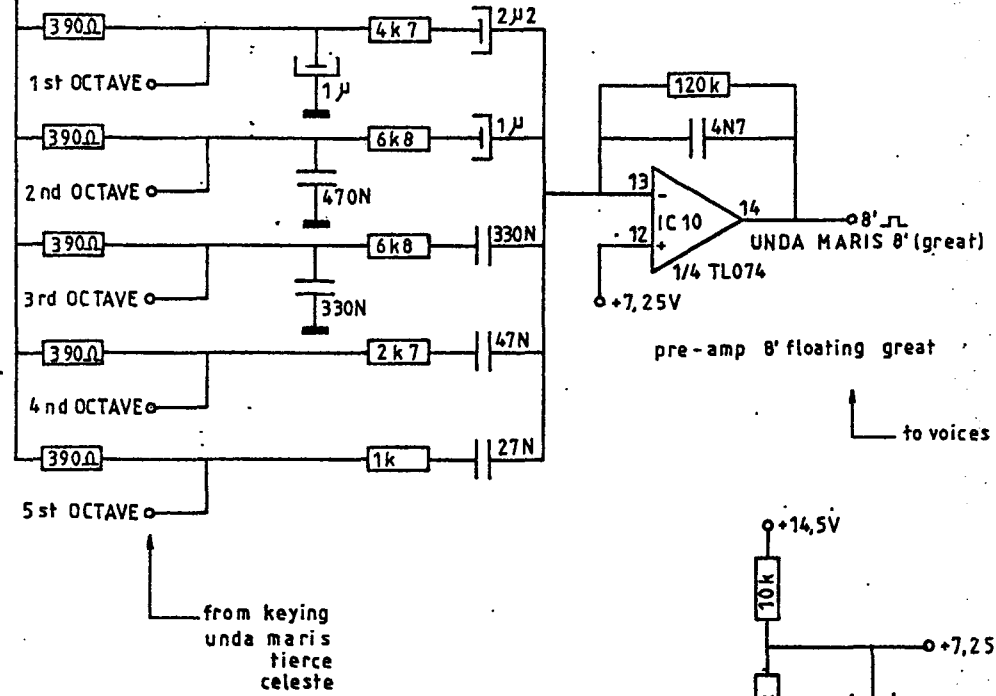 390Ω
4k7
2µ2
1st OCTAVE
1µ
120k
4N7
390Ω
6k8
1µ
2nd OCTAVE
470N
13
-
IC 10
14
8'
12
+
UNDA MARIS 8' (great)
1/4 TL074
390Ω
6k8
330N
3rd OCTAVE
330N
+7,25V
390Ω
2k7
47N
pre-amp 8' floating great
4nd OCTAVE
to voices
390Ω
1k
27N
5st OCTAVE
+14,5V
10k
from keying
unda maris
tierce
celeste
+7,25